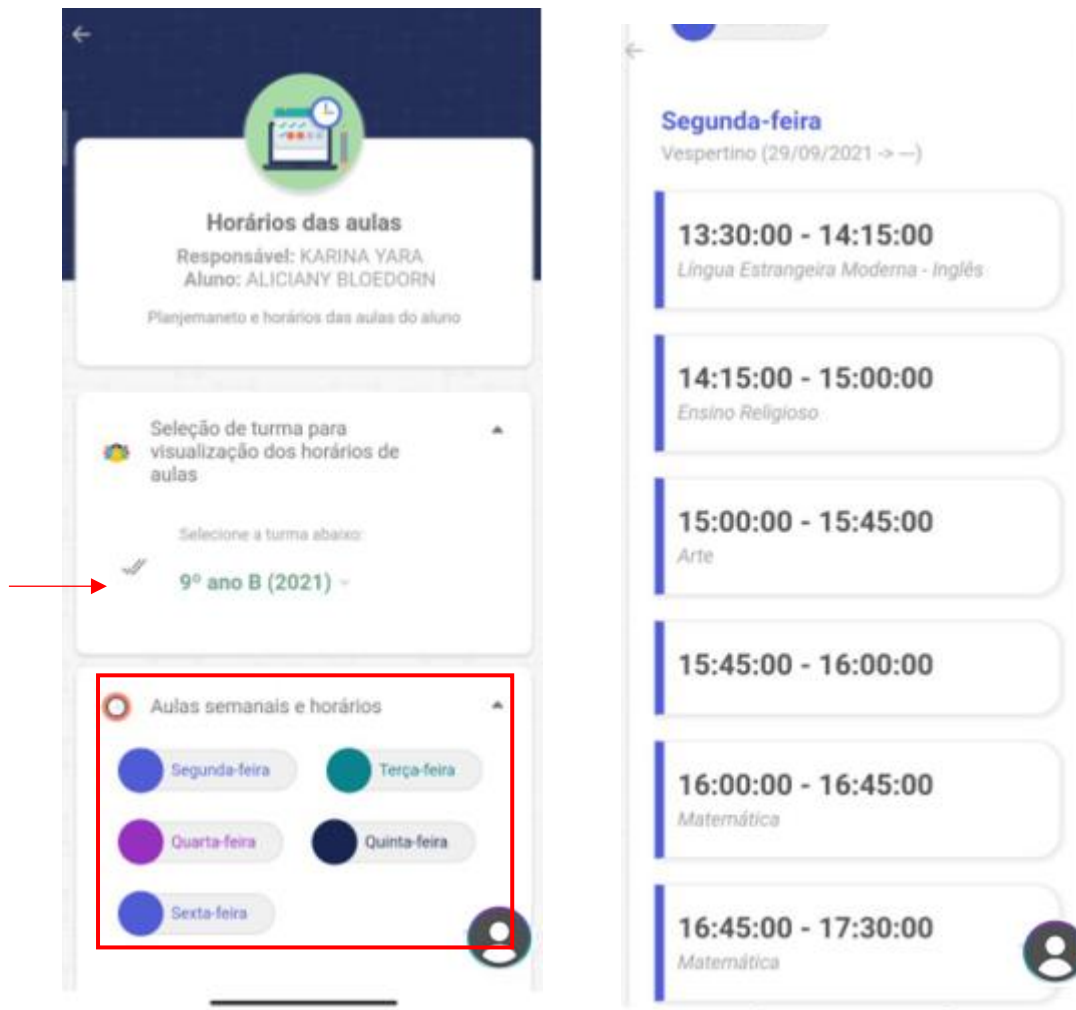 Horários das aulas
Responsável: KARINA YARA
Aluno: ALICIANY BLOEDORN
Planjemaneto e horários das aulas do aluno
Seleção de turma para
visualização dos horários de
aulas
Selecione a turma abaixo:
9º ano B (2021)
Aulas semanais e horários
Segunda-feira
Terça-feira
Quarta-feira
Quinta-feira
Sexta-feira
Segunda-feira
Vespertino (29/09/2021 -> --)
13:30:00 - 14:15:00
Língua Estrangeira Moderna - Inglês
14:15:00 - 15:00:00
Ensino Religioso
15:00:00 - 15:45:00
Arte
15:45:00 - 16:00:00
16:00:00 - 16:45:00
Matemática
16:45:00 - 17:30:00
Matemática